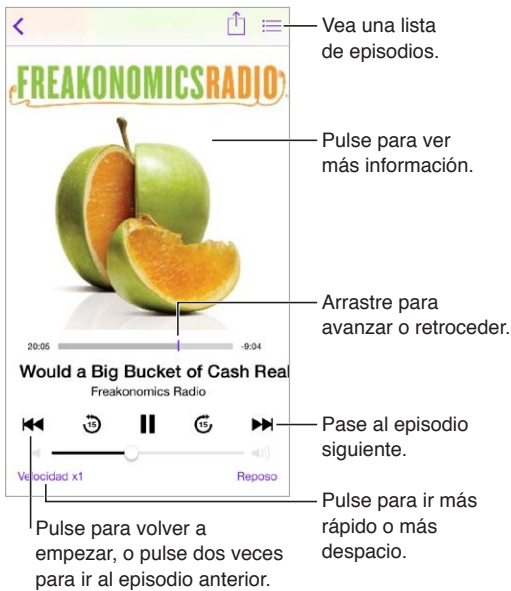 Vea una lista
de episodios.
FREAKONOMICSRADIO
Pulse para ver
más información.
Arrastre para
avanzar o retroceder.
20:05
-9:04
Would a Big Bucket of Cash Real
Freakonomics Radio
15
15
Pase al episodio
siguiente.
Velocidad x1
Reposo
Pulse para ir más
rápido o más
despacio.
Pulse para volver a
empezar, o pulse dos veces
para ir al episodio anterior.